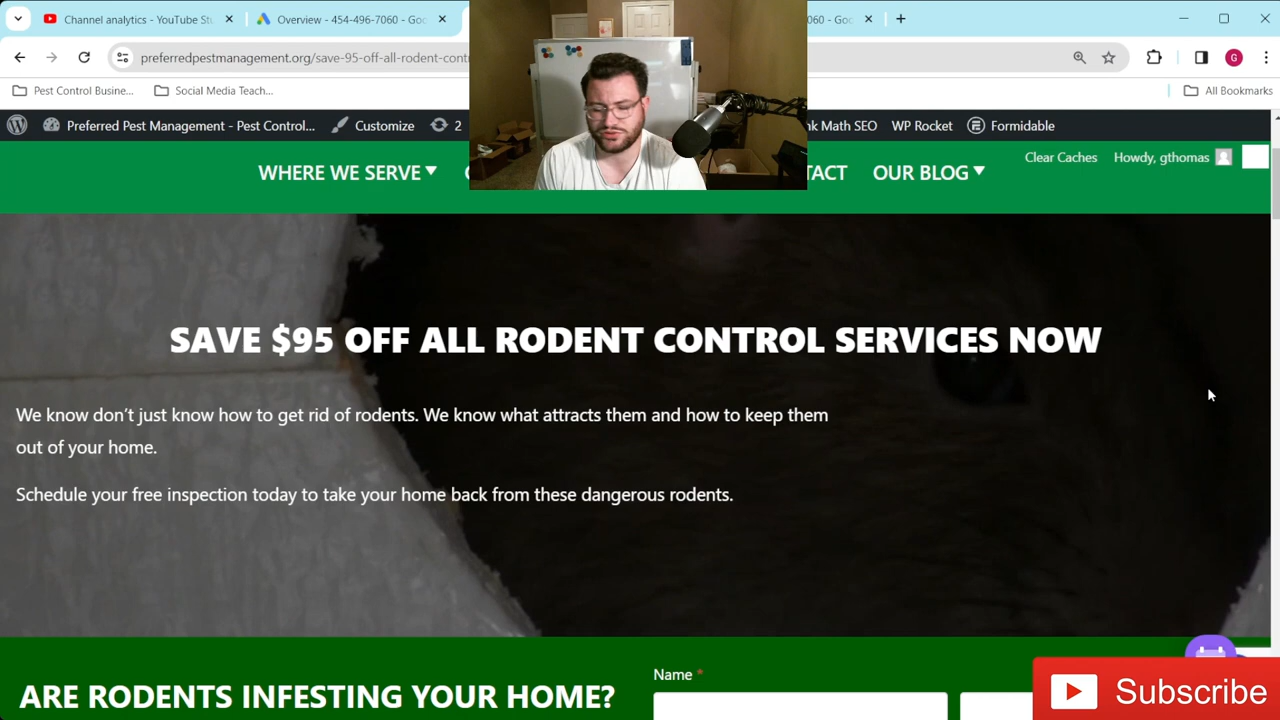 Channel analytics - YouTube Stu
Overview - 454-496-7060 - Goo
060 - Goo
preferredpestmanagement.org/save-95-off-all-rodent-cont
G
Pest Control Busine...
Social Media Teach...
All Bookmarks
Preferred Pest Management - Pest Control...
Customize
2
nk Math SEO
WP Rocket
Formidable
Clear Caches
Howdy, gthomas
WHERE WE SERVE
TACT
OUR BLOG
SAVE $95 OFF ALL RODENT CONTROL SERVICES NOW
We know don’t just know how to get rid of rodents. We know what attracts them and how to keep them
out of your home.
Schedule your free inspection today to take your home back from these dangerous rodents.
Name *
ARE RODENTS INFESTING YOUR HOME?
Subscribe